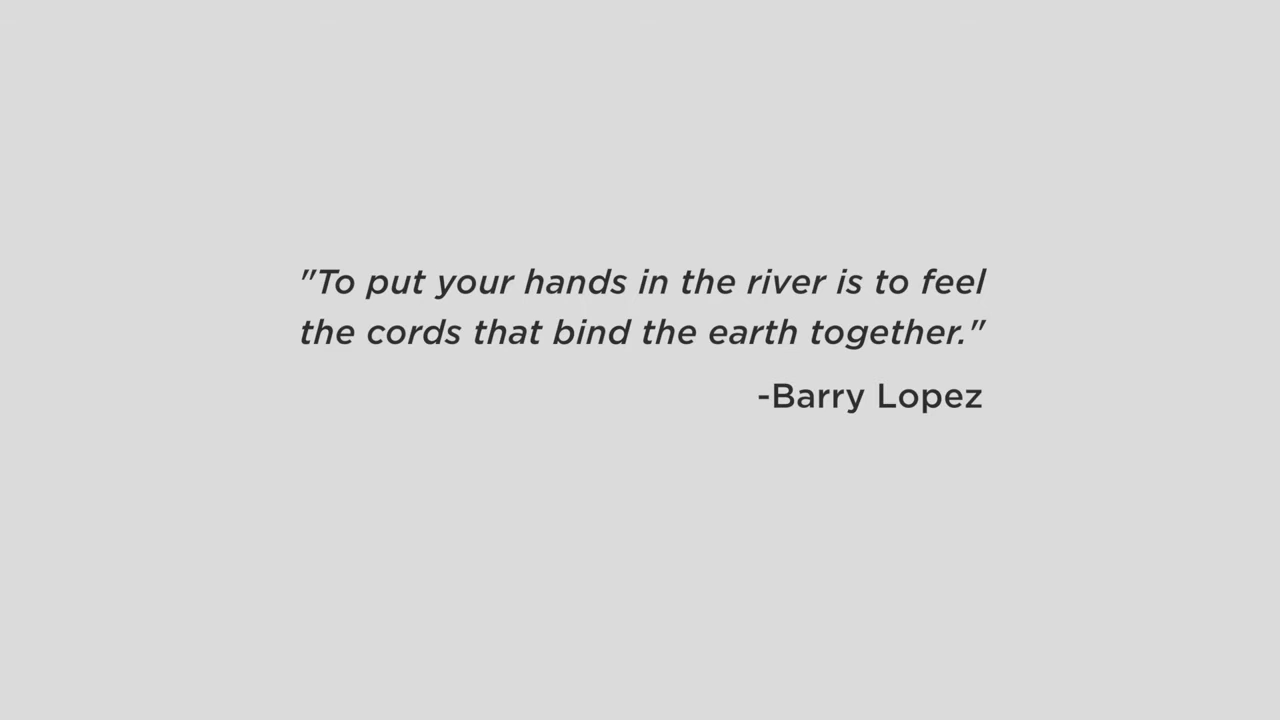 "To put your hands in the river is to feel
the cords that bind the earth together."
-Barry Lopez